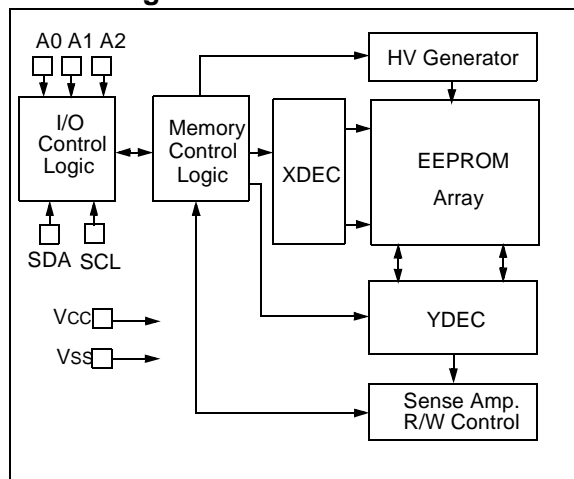 A0 A1 A2
HV Generator
I/O
Control
Logic
Memory
Control
Logic
XDEC
EEPROM
Array
SDA
SCL
VCC
VSS
YDEC
Sense Amp.
R/W Control